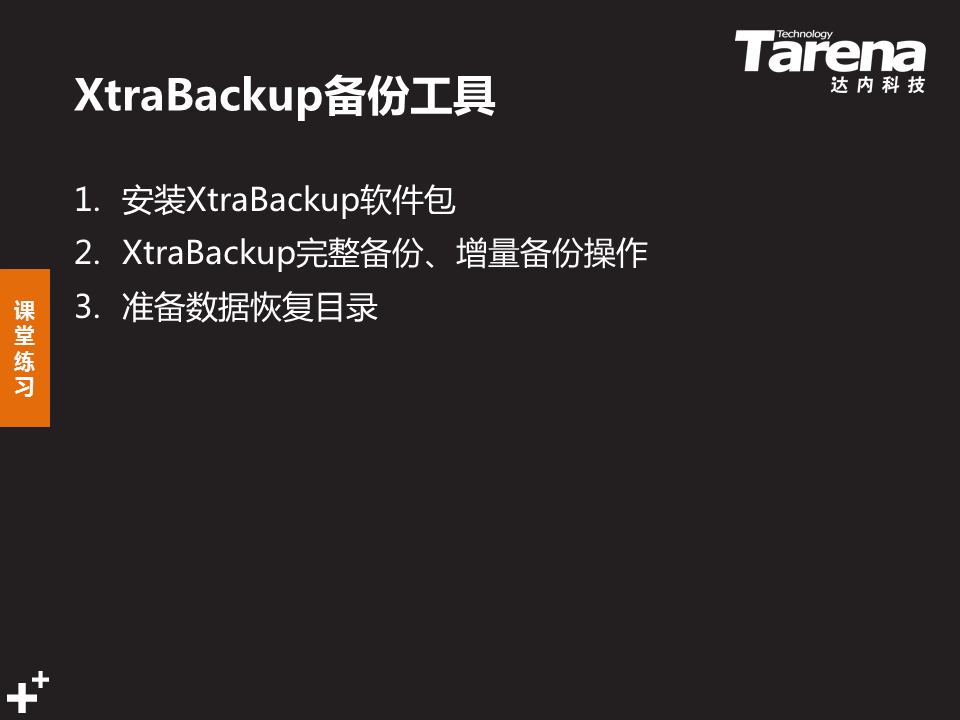 Technology
Tarena
达内科技
XtraBackup备份工具
1. 安装XtraBackup软件包
2. XtraBackup完整备份、增量备份操作
3. 准备数据恢复目录
课
堂
练
习